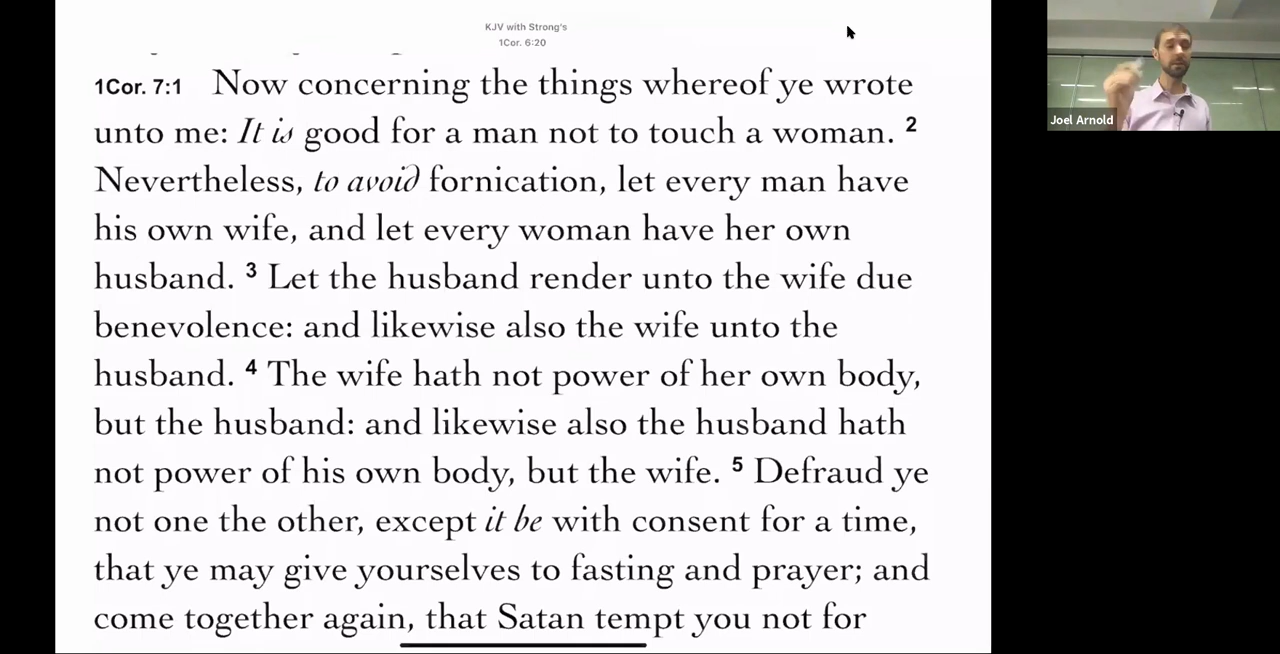 KJV with Strong's
1Cor. 6:20
1Cor. 7:1 Now concerning the things whereof ye wrote
unto me: It is good for a man not to touch a woman. 2
Nevertheless, to avoid fornication, let every man have
his own wife, and let every woman have her own
husband. 3 Let the husband render unto the wife due
benevolence: and likewise also the wife unto the
husband. 4 The wife hath not power of her own body,
but the husband: and likewise also the husband hath
not power of his own body, but the wife. 5 Defraud ye
not one the other, except it be with consent for a time,
that ye may give yourselves to fasting and prayer; and
come together again, that Satan tempt you not for
Joel Arnold